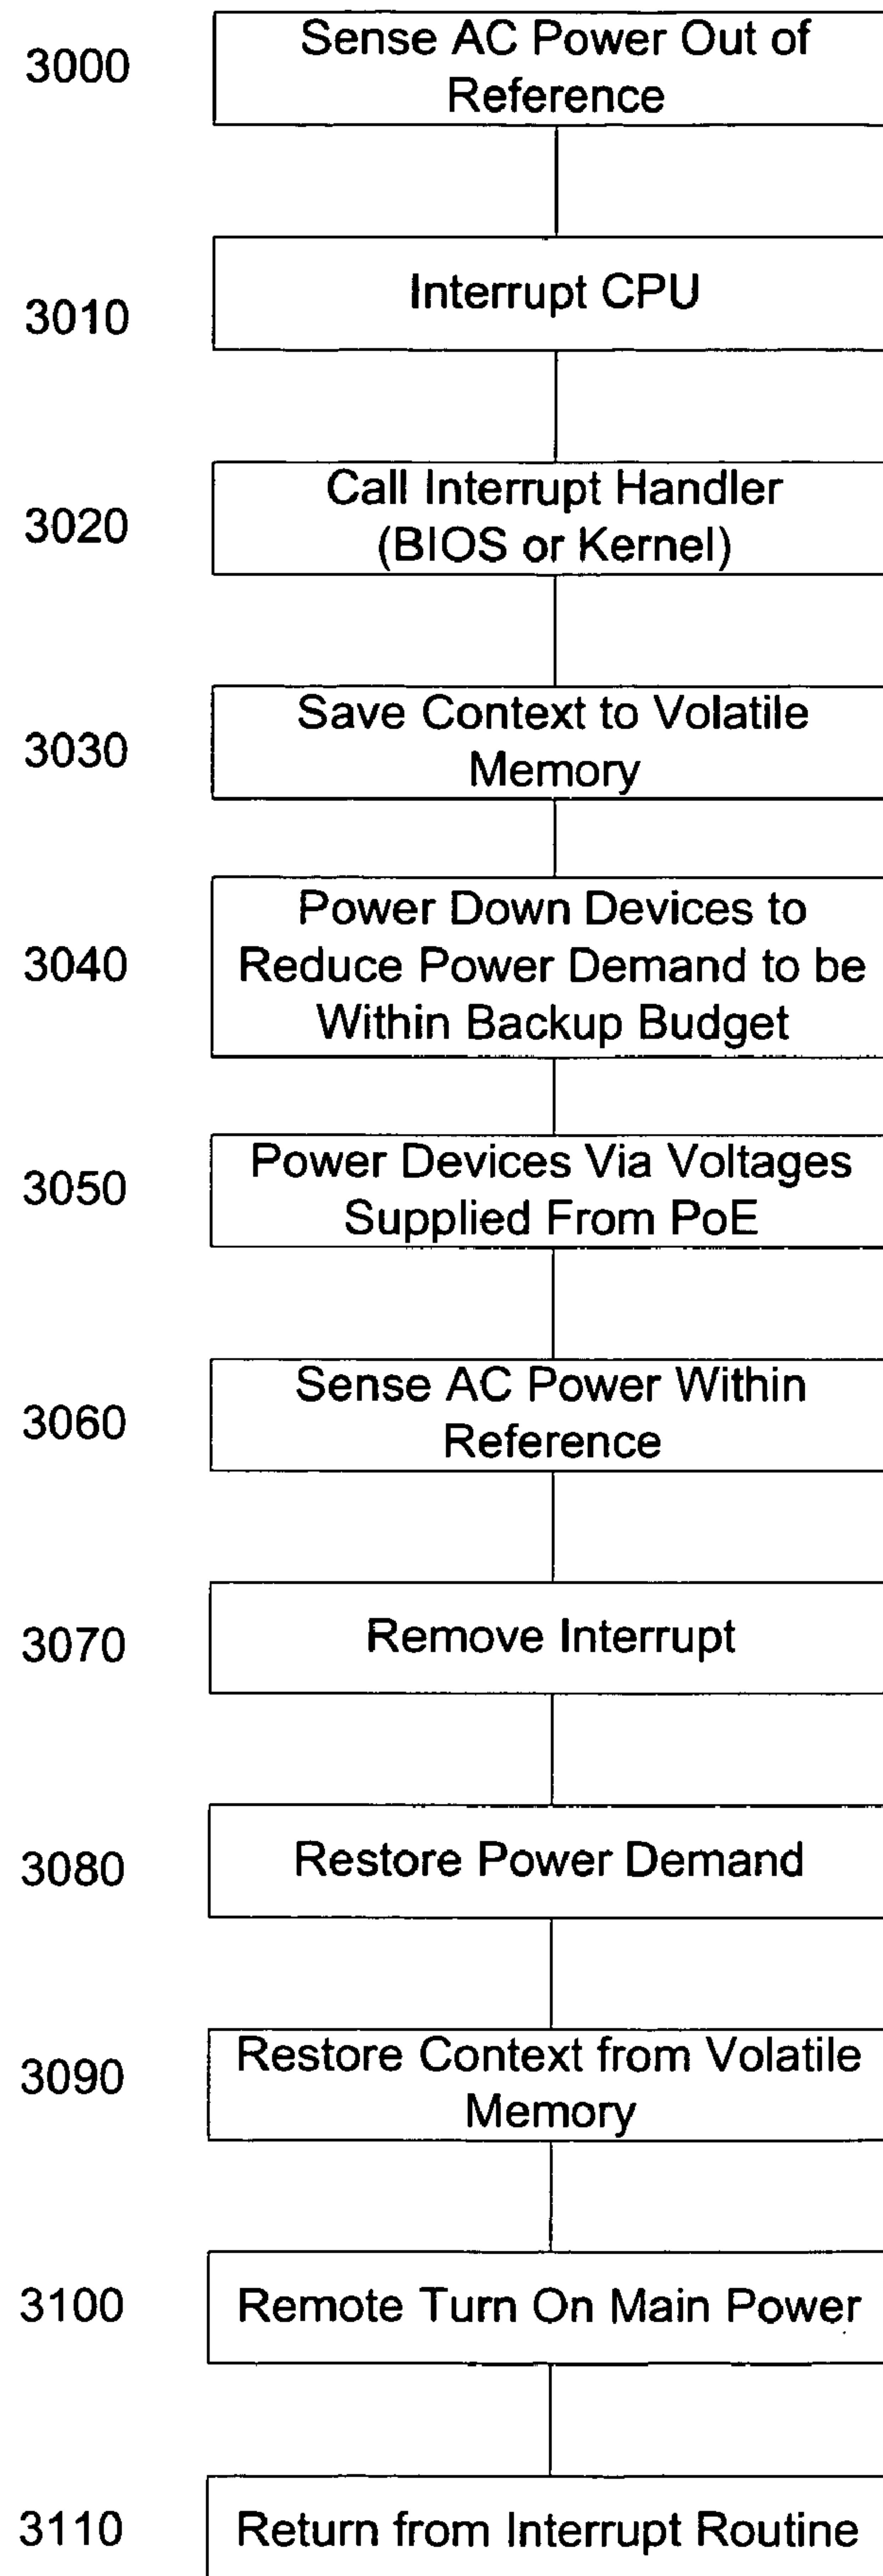 3000
Sense AC Power Out of
Reference
3010
Interrupt CPU
3020
Call Interrupt Handler
(BIOS or Kernel)
3030
Save Context to Volatile
Memory
3040
Power Down Devices to
Reduce Power Demand to be
Within Backup Budget
3050
Power Devices Via Voltages
Supplied From PoE
3060
Sense AC Power Within
Reference
3070
Remove Interrupt
3080
Restore Power Demand
3090
Restore Context from Volatile
Memory
3100
Remote Turn On Main Power
3110
Return from Interrupt Routine